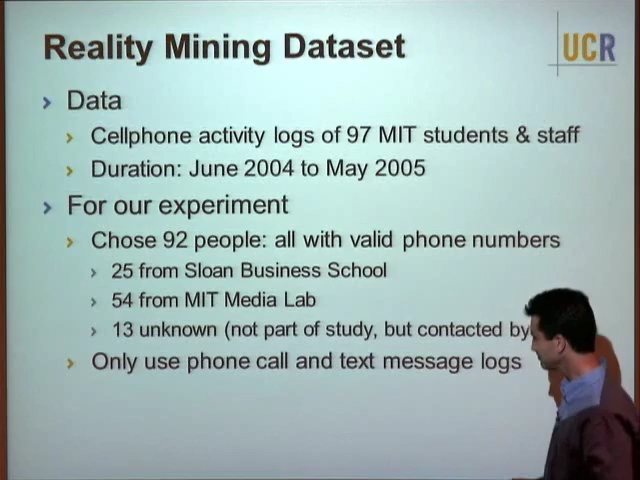 Reality Mining Dataset
UCR
Data
Cellphone activity logs of 97 MIT students & staff
Duration: June 2004 to May 2005
For our experiment
Chose 92 people: all with valid phone numbers
25 from Sloan Business School
54 from MIT Media Lab
13 unknown (not part of study, but contacted by
Only use phone call and text message logs